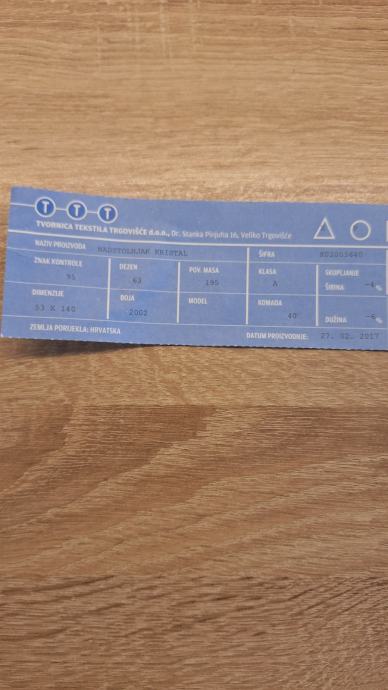 T T T
TVORNICA TEKSTILA TRGOVIŠĆE d.o.o., Dr. Stanka Pinjuha 16, Veliko Trgovišće
NAZIV PROIZVODA NADSTOLNJAK KRISTAL ŠIFRA
ZNAK KONTROLE DEZEN POV. MASA KLASA SKUPLJANJE
95 63 195 A ŠIRINA -4%
DIMENZIJE BOJA MODEL KOMADA
53 X 140 2002 40 DUŽINA -6%
ZEMLJA PORIJEKLA: HRVATSKA DATUM PROIZVODNJE: 27. 02. 2017